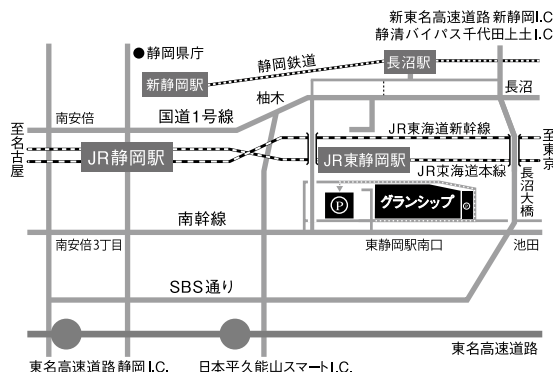 新東名高速道路 新静岡I.C
静清バイパス千代田上土I.C
●静岡県庁
静岡鉄道
長沼駅
新静岡駅
柚木
長沼
南安倍
国道1号線
至名古屋
JR静岡駅
JR東海道新幹線
JR東静岡駅
JR東海道本線
至東京
長沼大橋
P
グランシップ
P
南幹線
南安倍3丁目
東静岡駅南口
池田
SBS通り
東名高速道路
東名高速道路 静岡 I.C.
日本平久能山スマートI.C.